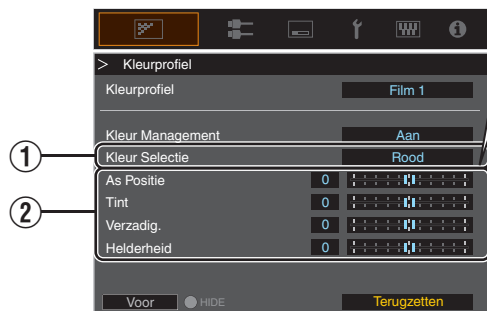 > Kleurprofiel
Kleurprofiel Film 1
Kleur Management Aan
① Kleur Selectie Rood
As Positie 0
② Tint 0
Verzadig. 0
Helderheid 0
Voor HIDE Terugzetten